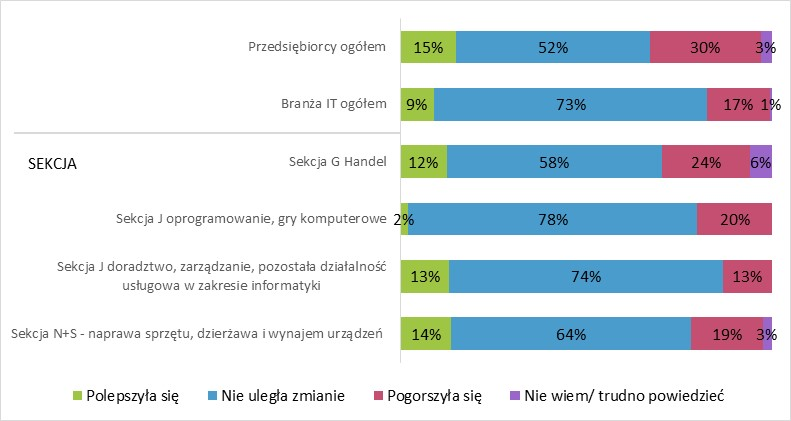 Przedsiębiorcy ogółem 15% 52% 30% 3%
Branża IT ogółem 9% 73% 17% 1%
SEKCJA
Sekcja G Handel 12% 58% 24% 6%
Sekcja J oprogramowanie, gry komputerowe 2% 78% 20%
Sekcja J doradztwo, zarządzanie, pozostała działalność
usługowa w zakresie informatyki 13% 74% 13%
Sekcja N+S - naprawa sprzętu, dzierżawa i wynajem urządzeń 14% 64% 19% 3%
Polepszyła się Nie uległa zmianie Pogorszyła się Nie wiem/ trudno powiedzieć